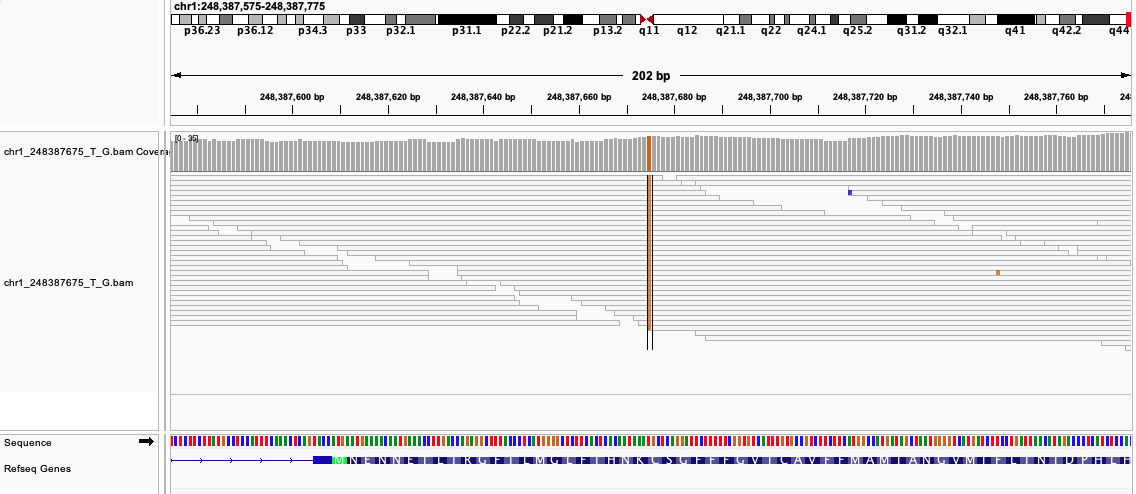 chr1:248,387,575-248,387,775
p36.23 p36.12 p34.3 p33 p32.1 p31.1 p22.2 p21.2 p13.2 q11 q12 q21.1 q22 q24.1 q25.2 q31.2 q32.1 q41 q42.2 q44
202 bp
248,387,600 bp 248,387,620 bp 248,387,640 bp 248,387,660 bp 248,387,680 bp 248,387,700 bp 248,387,720 bp 248,387,740 bp 248,387,760 bp 248
chr1_248387675_T_G.bam Covera
[0 - 35]
chr1_248387675_T_G.bam
Sequence
Refseq Genes